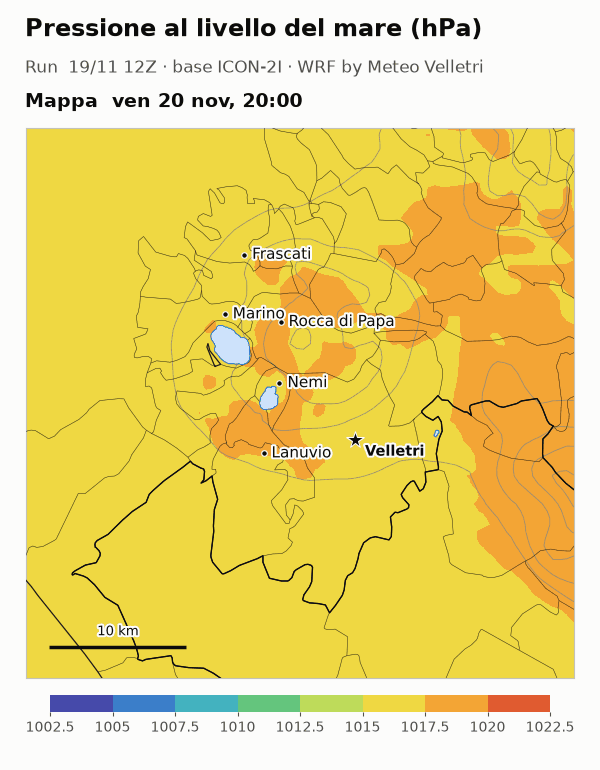 Pressione al livello del mare (hPa)
Run  19/11 12Z · base ICON-2I · WRF by Meteo Velletri
Mappa  ven 20 nov, 20:00
Frascati
Marino
Rocca di Papa
Nemi
Velletri
Lanuvio
10 km
1002.5 1005 1007.5 1010 1012.5 1015 1017.5 1020 1022.5